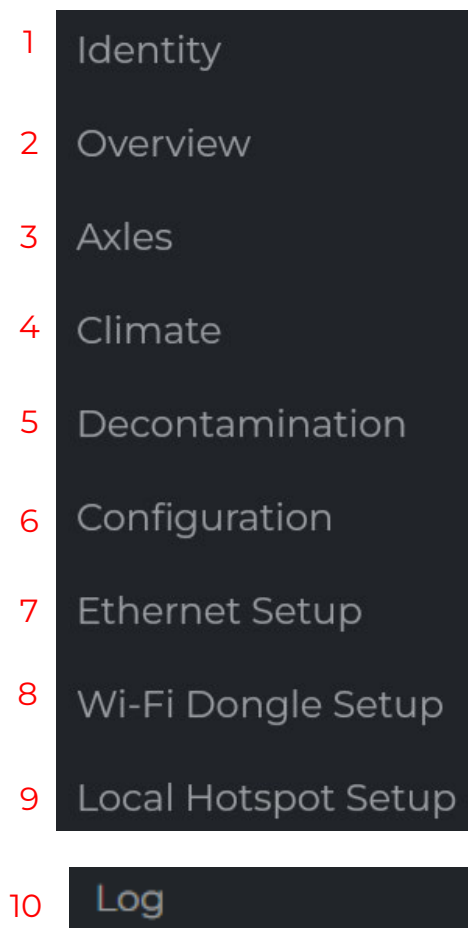 1 Identity
2 Overview
3 Axles
4 Climate
5 Decontamination
6 Configuration
7 Ethernet Setup
8 Wi-Fi Dongle Setup
9 Local Hotspot Setup
10 Log